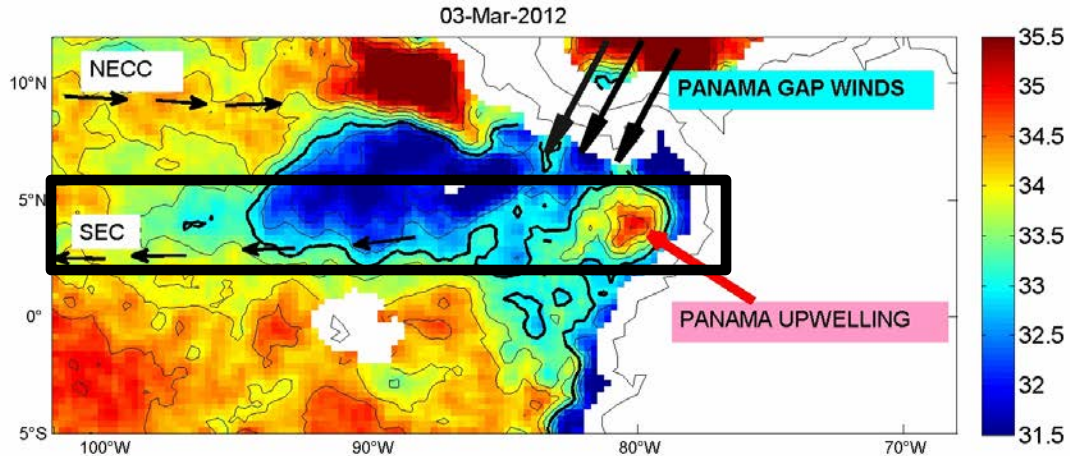 03-Mar-2012
NECC
PANAMA GAP WINDS
SEC
PANAMA UPWELLING
10°N
5°N
0°
5°S
100°W
90°W
80°W
70°W
35.5
35
34.5
34
33.5
33
32.5
32
31.5